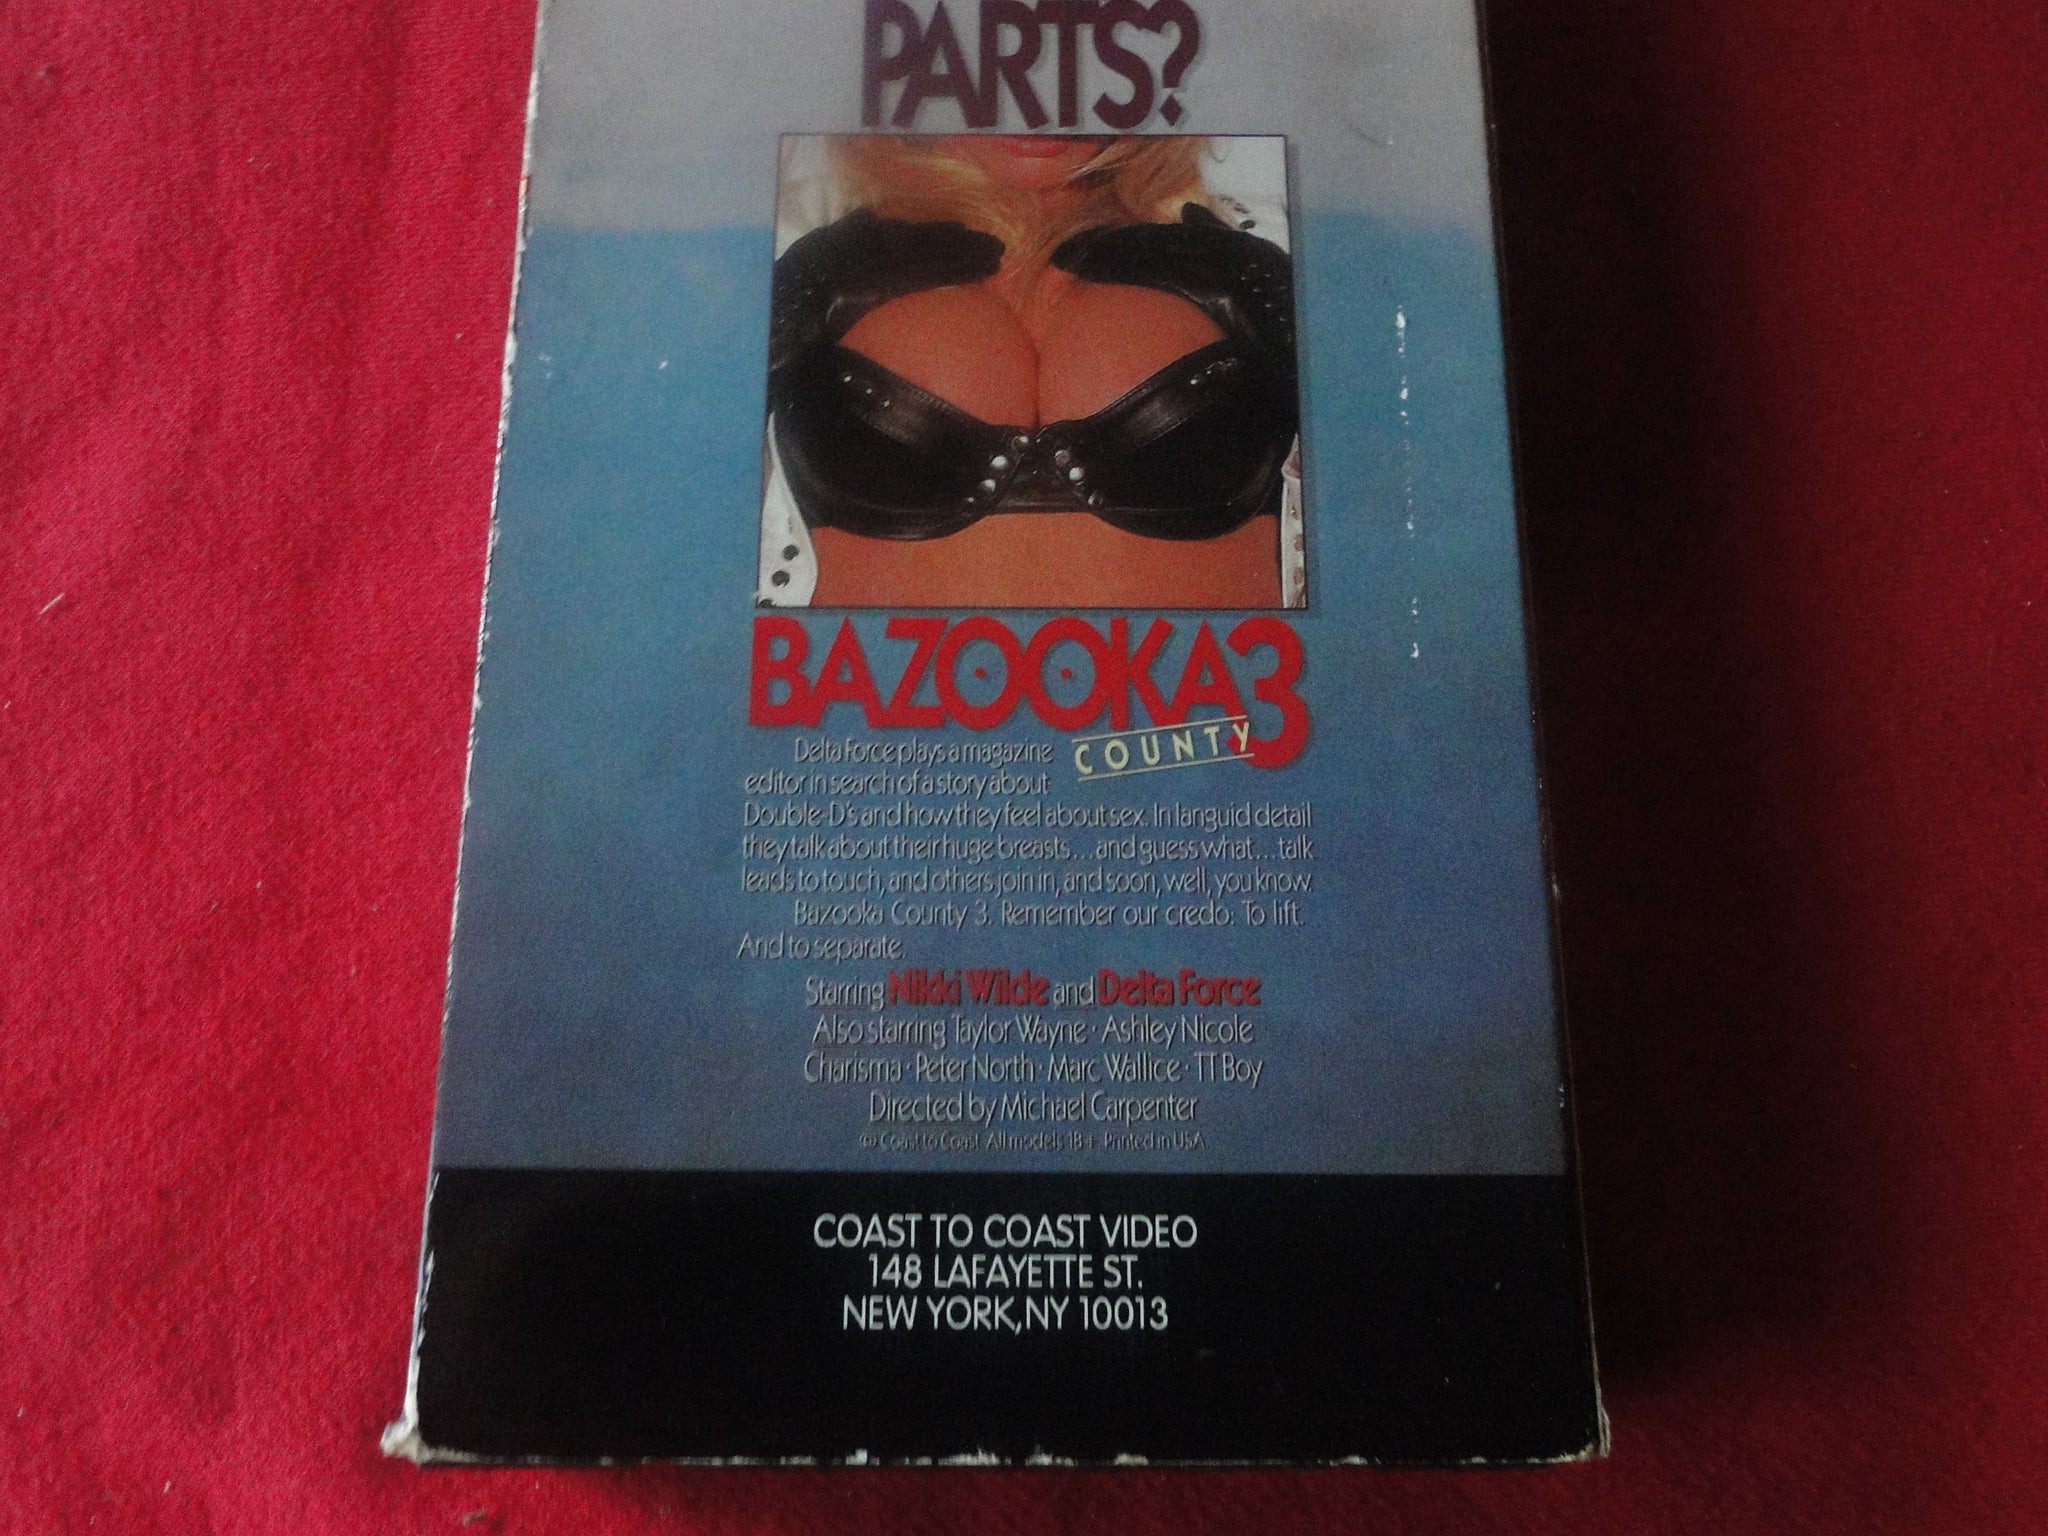 PARTS?
BAZOOKA 3
COUNTY
Delta Force plays a magazine
editor in search of a story about
Double-D's and how they feel about sex. In languid detail
they talk about their huge breasts...and guess what...talk
leads to touch, and others join in, and soon, well, you know.
Bazooka County 3. Remember our credo: To lift.
And to separate.
Starring Nikki Wilde and Delta Force
Also starring Taylor Wayne · Ashley Nicole
Charisma · Peter North · Marc Wallice · TT Boy
Directed by Michael Carpenter
© Coast to Coast All models 18+ Printed in USA
COAST TO COAST VIDEO
148 LAFAYETTE ST.
NEW YORK, NY 10013